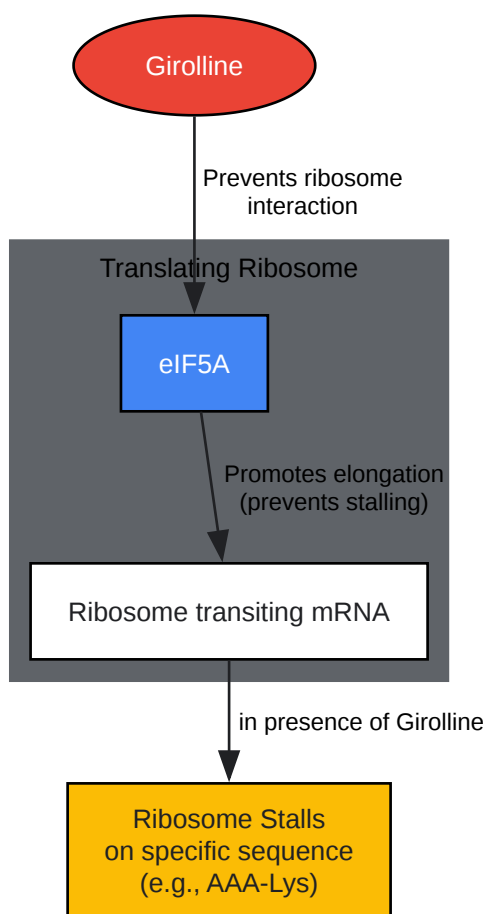 Girolline
Prevents ribosome
interaction
Translating Ribosome
eIF5A
Promotes elongation
(prevents stalling)
Ribosome transiting mRNA
in presence of Girolline
Ribosome Stalls
on specific sequence
(e.g., AAA-Lys)